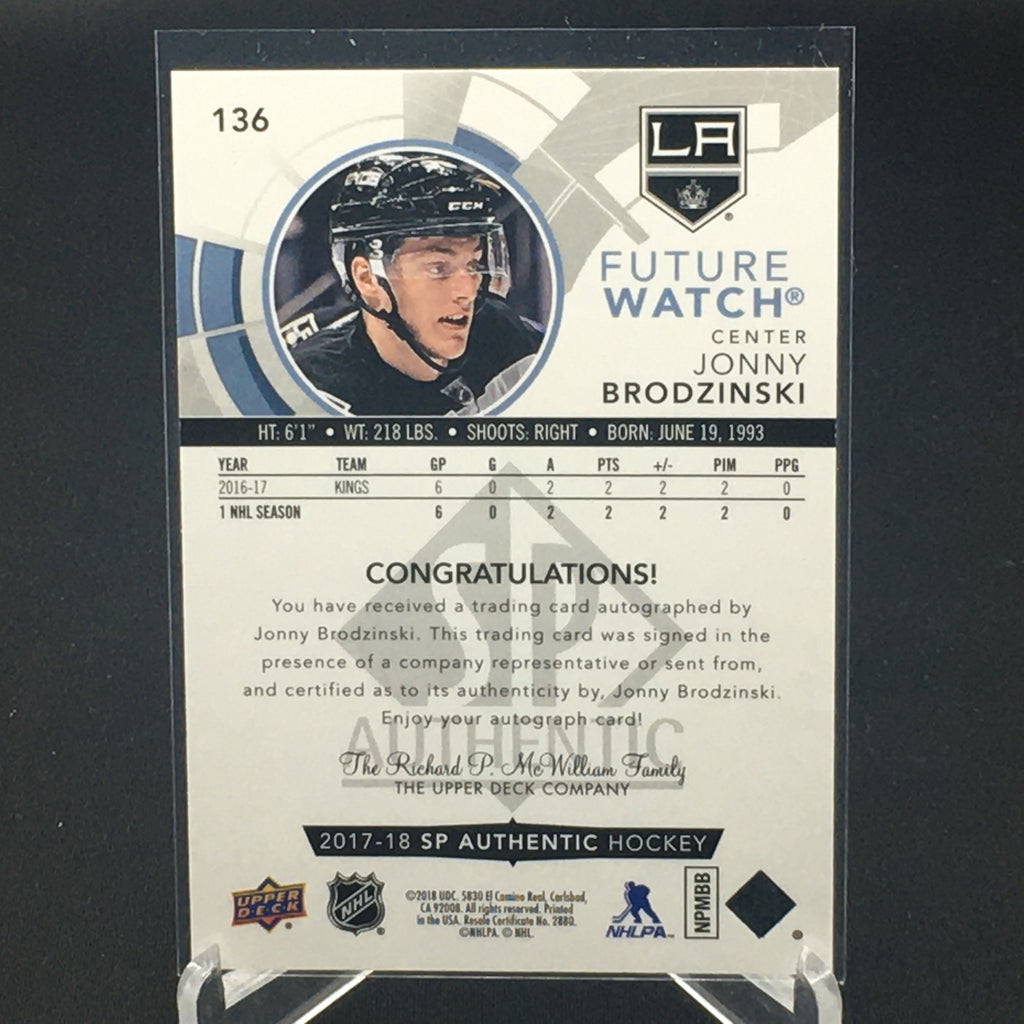 136
CCM
LA
FUTURE
WATCH®
CENTER
JONNY
BRODZINSKI
HT: 6'1" • WT: 218 LBS. • SHOOTS: RIGHT • BORN: JUNE 19, 1993
YEAR TEAM GP G A PTS +/- PIM PPG
2016-17 KINGS 6 0 2 2 2 2 0
1 NHL SEASON 6 0 2 2 2 2 0
CONGRATULATIONS!
You have received a trading card autographed by
Jonny Brodzinski. This trading card was signed in the
presence of a company representative or sent from,
and certified as to its authenticity by, Jonny Brodzinski.
Enjoy your autograph card!
SP
AUTHENTIC
The Richard P. McWilliam Family
THE UPPER DECK COMPANY
2017-18 SP AUTHENTIC HOCKEY
UPPER
DECK
NHL
©2018 UDC. 5830 El Camino Real, Carlsbad,
CA 92008. All rights reserved. Printed
in the USA. Resale Certificate No. 2880.
©NHLPA. © NHL.
NHLPA
NPMBB